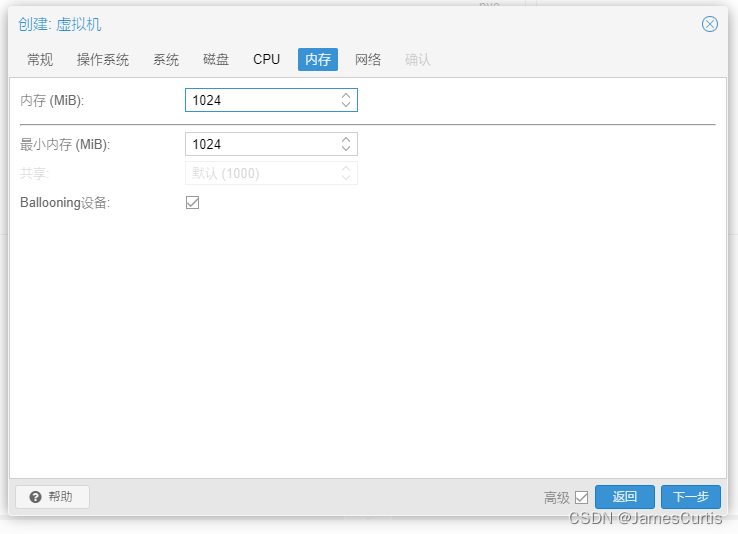 创建: 虚拟机
常规 操作系统 系统 磁盘 CPU 内存 网络 确认
内存 (MiB): 1024
最小内存 (MiB): 1024
共享: 默认 (1000)
Ballooning设备:
帮助 高级 返回 下一步
CSDN @JamesCurtis